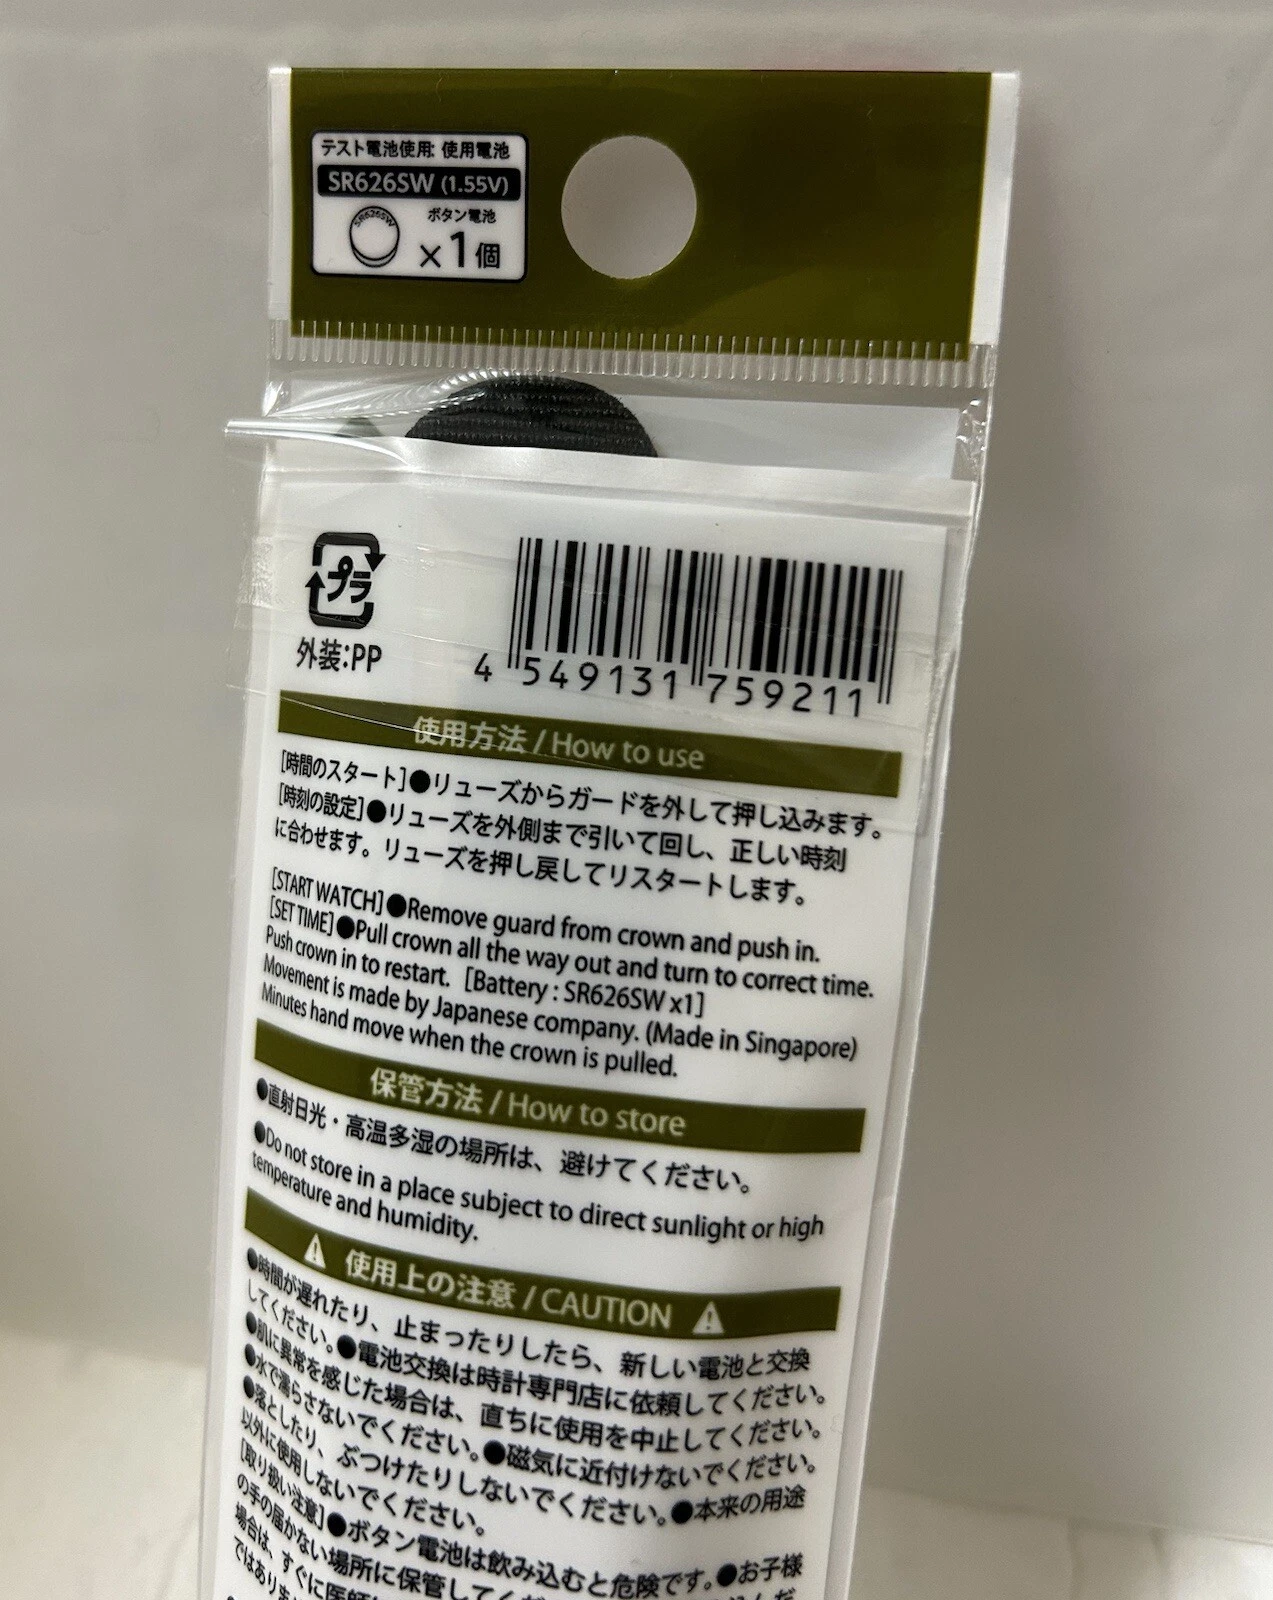 テスト電池使用: 使用電池
SR626SW (1.55V)
SR626SW
ボタン電池
×1個
プラ
外装:PP
4 549131 759211
使用方法 / How to use
[時間のスタート]●リューズからガードを外して押し込みます。
[時刻の設定]●リューズを外側まで引いて回し、正しい時刻
に合わせます。リューズを押し戻してリスタートします。
[START WATCH]●Remove guard from crown and push in.
[SET TIME]●Pull crown all the way out and turn to correct time.
Push crown in to restart. [Battery : SR626SW x1]
Movement is made by Japanese company. (Made in Singapore)
Minutes hand move when the crown is pulled.
保管方法 / How to store
●直射日光・高温多湿の場所は、避けてください。
●Do not store in a place subject to direct sunlight or high
temperature and humidity.
使用上の注意 / CAUTION
●時間が遅れたり、止まったりしたら、新しい電池と交換
してください。●電池交換は時計専門店に依頼してください。
●肌に異常を感じた場合は、直ちに使用を中止してください。
●水で濡らさないでください。●磁気に近付けないでください。
●落としたり、ぶつけたりしないでください。●本来の用途
以外に使用しないでください。
[取り扱い注意]●ボタン電池は飲み込むと危険です。●お子様
の手の届かない場所に保管してくだ
場合は、すぐに医師
ではありま